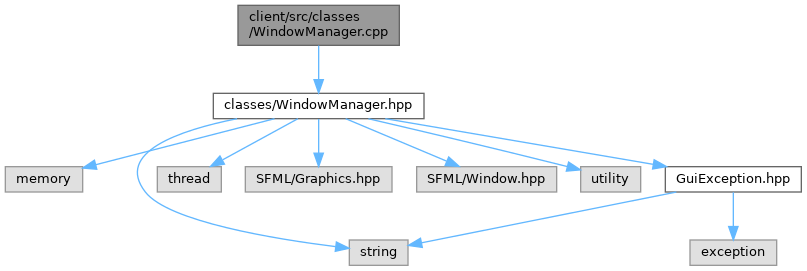 client/src/classes
/WindowManager.cpp
classes/WindowManager.hpp
memory
thread
SFML/Graphics.hpp
SFML/Window.hpp
utility
GuiException.hpp
string
exception